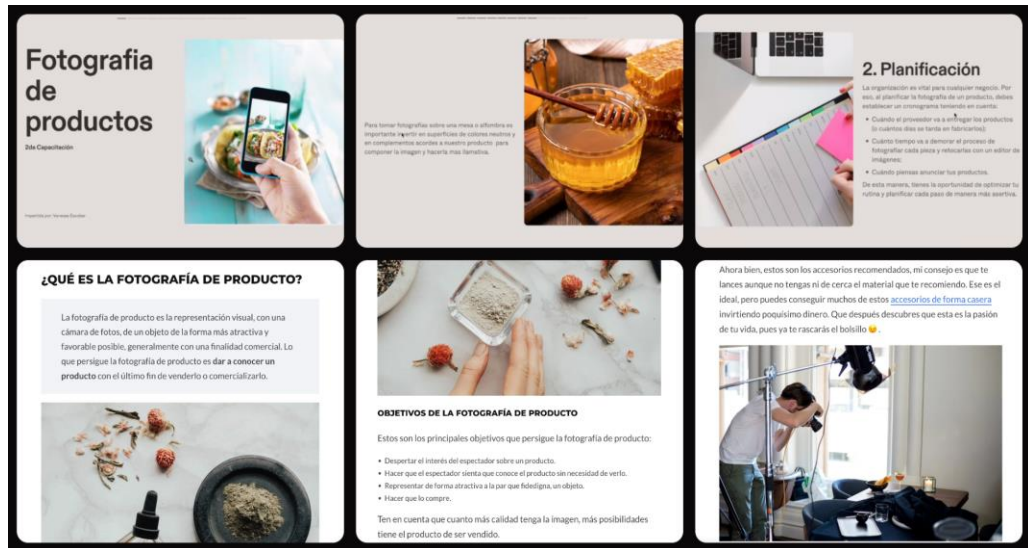 Fotografia
de
productos
2da Capacitación
Para tomar fotografías sobre una mesa o alfombra es
importante invertir en superficies de colores neutros y
en complementos acordes a nuestro producto para
componer la imagen y hacerla mas llamativa.
2. Planificación
La organización es vital para cualquier negocio. Por
eso, al planificar la fotografía de un producto, debes
establecer un cronograma teniendo en cuenta:
• Cuándo el proveedor va a entregar los productos
(o cuántos días se tarda en fabricarlos);
• Cuánto tiempo va a demorar el proceso de
fotografiar cada pieza y retocarlas con un editor de
imágenes;
• Cuándo piensas anunciar tus productos.
De esta manera, tienes la oportunidad de optimizar tu
rutina y planificar cada paso de manera más asertiva.
¿QUÉ ES LA FOTOGRAFÍA DE PRODUCTO?
La fotografía de producto es la representación visual, con una
cámara de fotos, de un objeto de la forma más atractiva y
favorable posible, generalmente con una finalidad comercial. Lo
que persigue la fotografía de producto es dar a conocer un
producto con el último fin de venderlo o comercializarlo.
OBJETIVOS DE LA FOTOGRAFÍA DE PRODUCTO
Estos son los principales objetivos que persigue la fotografía de producto:
• Despertar el interés del espectador sobre un producto.
• Hacer que el espectador sienta que conoce el producto sin necesidad de verlo.
• Representar de forma atractiva a la par que fidedigna, un objeto.
• Hacer que lo compre.
Ten en cuenta que cuanto más calidad tenga la imagen, más posibilidades
tiene el producto de ser vendido.
Ahora bien, estos son los accesorios recomendados, mi consejo es que te
lances aunque no tengas ni de cerca el material que te recomiendo. Ese es el
ideal, pero puedes conseguir muchos de estos accesorios de forma casera
invirtiendo poquísimo dinero. Que después descubres que esta es la pasión
de tu vida, pues ya te rascarás el bolsillo 😉.